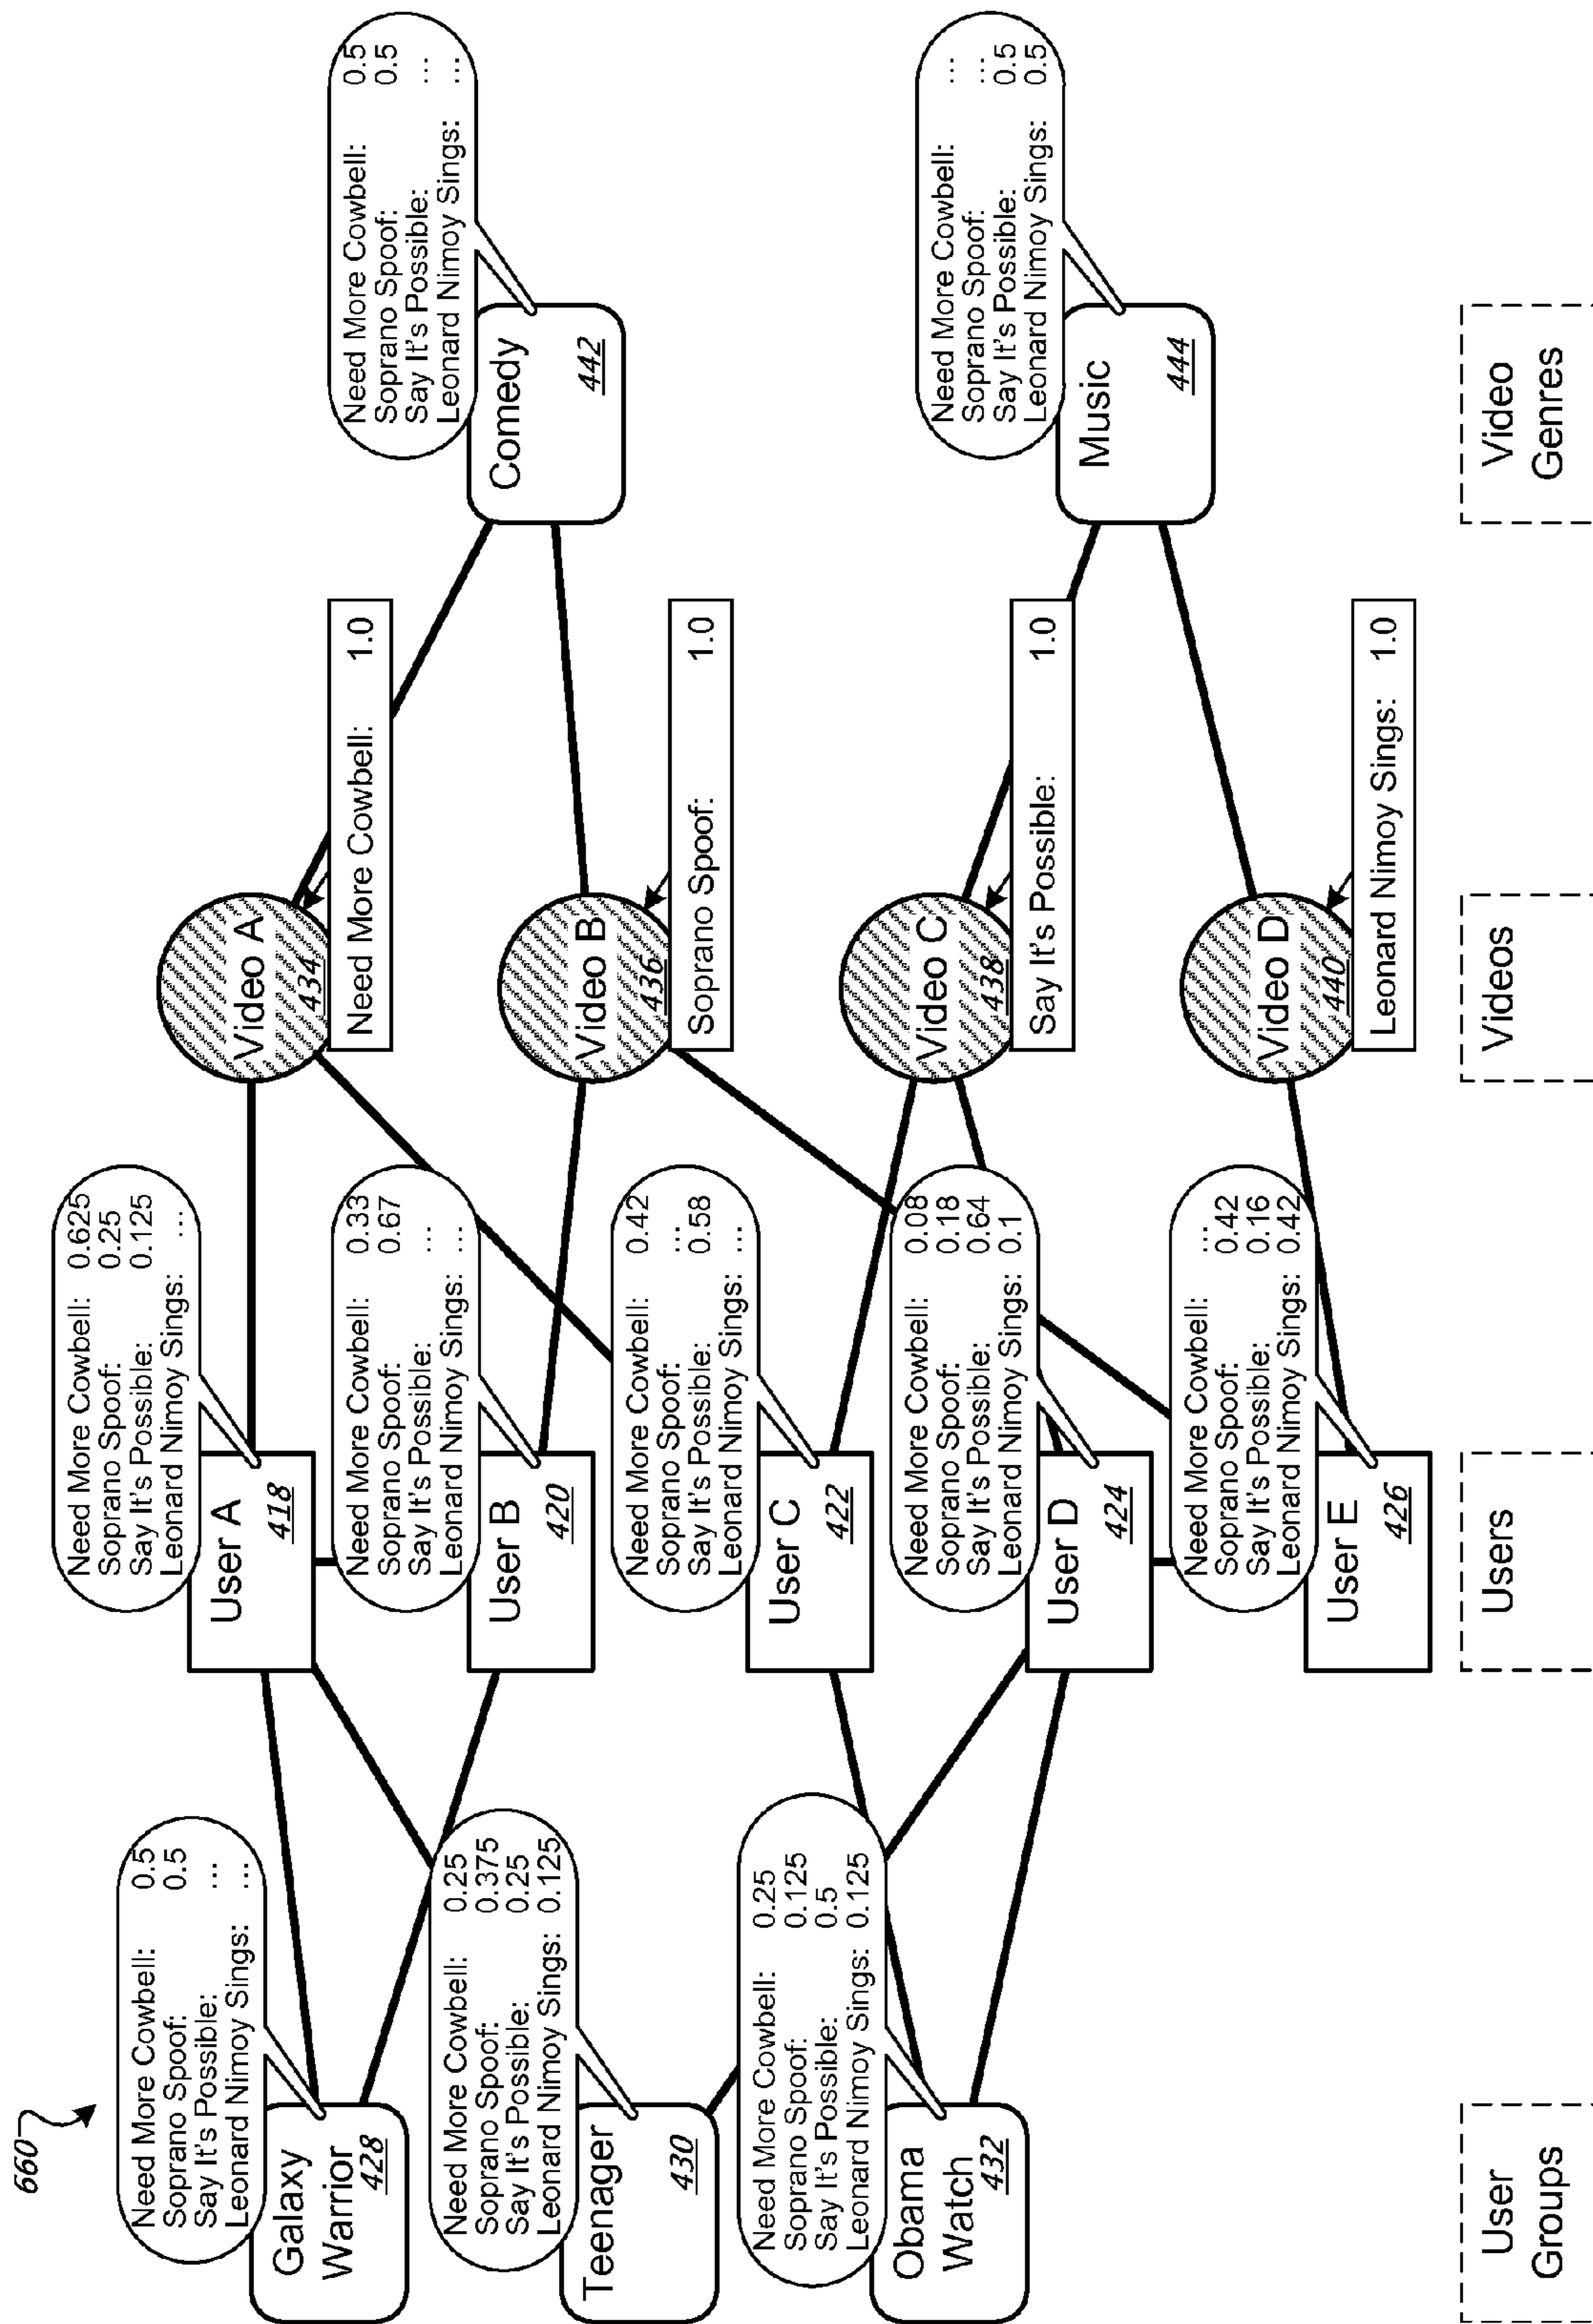 660
Need More Cowbell: 0.5
Soprano Spoof: 0.5
Say It's Possible: ...
Leonard Nimoy Sings: ...
Galaxy
Warrior
428
Need More Cowbell: 0.25
Soprano Spoof: 0.375
Say It's Possible: 0.25
Leonard Nimoy Sings: 0.125
Teenager
430
Need More Cowbell: 0.25
Soprano Spoof: 0.125
Say It's Possible: 0.5
Leonard Nimoy Sings: 0.125
Obama
Watch
432
User
Groups
Need More Cowbell: 0.625
Soprano Spoof: 0.25
Say It's Possible: 0.125
Leonard Nimoy Sings: ...
User A
418
Need More Cowbell: 0.33
Soprano Spoof: 0.67
Say It's Possible: ...
Leonard Nimoy Sings: ...
User B
420
Need More Cowbell: 0.42
Soprano Spoof: ...
Say It's Possible: 0.58
Leonard Nimoy Sings: ...
User C
422
Need More Cowbell: 0.08
Soprano Spoof: 0.18
Say It's Possible: 0.64
Leonard Nimoy Sings: 0.1
User D
424
Need More Cowbell: ...
Soprano Spoof: 0.42
Say It's Possible: 0.16
Leonard Nimoy Sings: 0.42
User E
426
Users
Video A
434
Need More Cowbell: 1.0
Video B
436
Soprano Spoof: 1.0
Video C
438
Say It's Possible: 1.0
Video D
440
Leonard Nimoy Sings: 1.0
Videos
Need More Cowbell: 0.5
Soprano Spoof: 0.5
Say It's Possible: ...
Leonard Nimoy Sings: ...
Comedy
442
Need More Cowbell: ...
Soprano Spoof: ...
Say It's Possible: 0.5
Leonard Nimoy Sings: 0.5
Music
444
Video
Genres